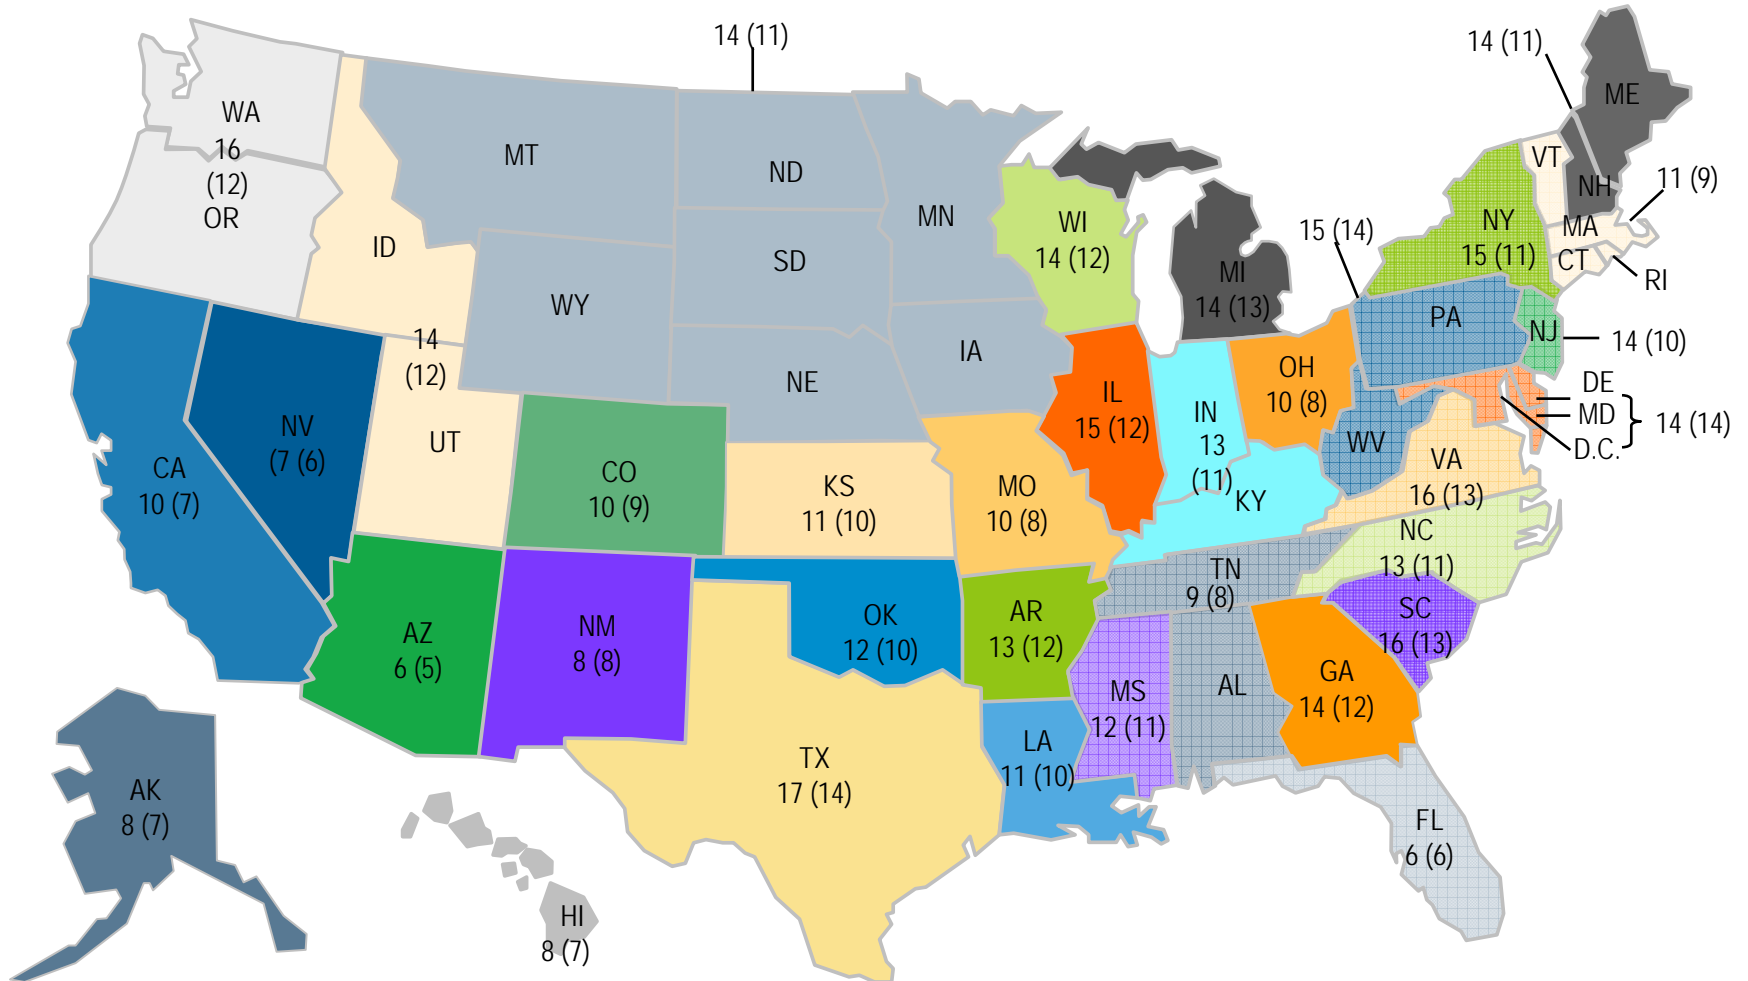 14 (11)
14 (11)
ME
WA
16
(12)
OR
MT
ND
MN
VT
NH
11 (9)
ID
SD
WI
14 (12)
NY
15 (11)
MA
CT
RI
15 (14)
MI
14 (13)
WY
PA
NJ
14 (10)
14
(12)
IA
NE
OH
10 (8)
DE
MD
D.C.
14 (14)
IL
15 (12)
IN
13
(11)
KY
WV
VA
16 (13)
NV
(7 (6)
UT
CA
10 (7)
CO
10 (9)
KS
11 (10)
MO
10 (8)
NC
13 (11)
TN
9 (8)
AZ
6 (5)
NM
8 (8)
OK
12 (10)
AR
13 (12)
SC
16 (13)
MS
12 (11)
AL
GA
14 (12)
LA
11 (10)
TX
17 (14)
AK
8 (7)
FL
6 (6)
HI
8 (7)